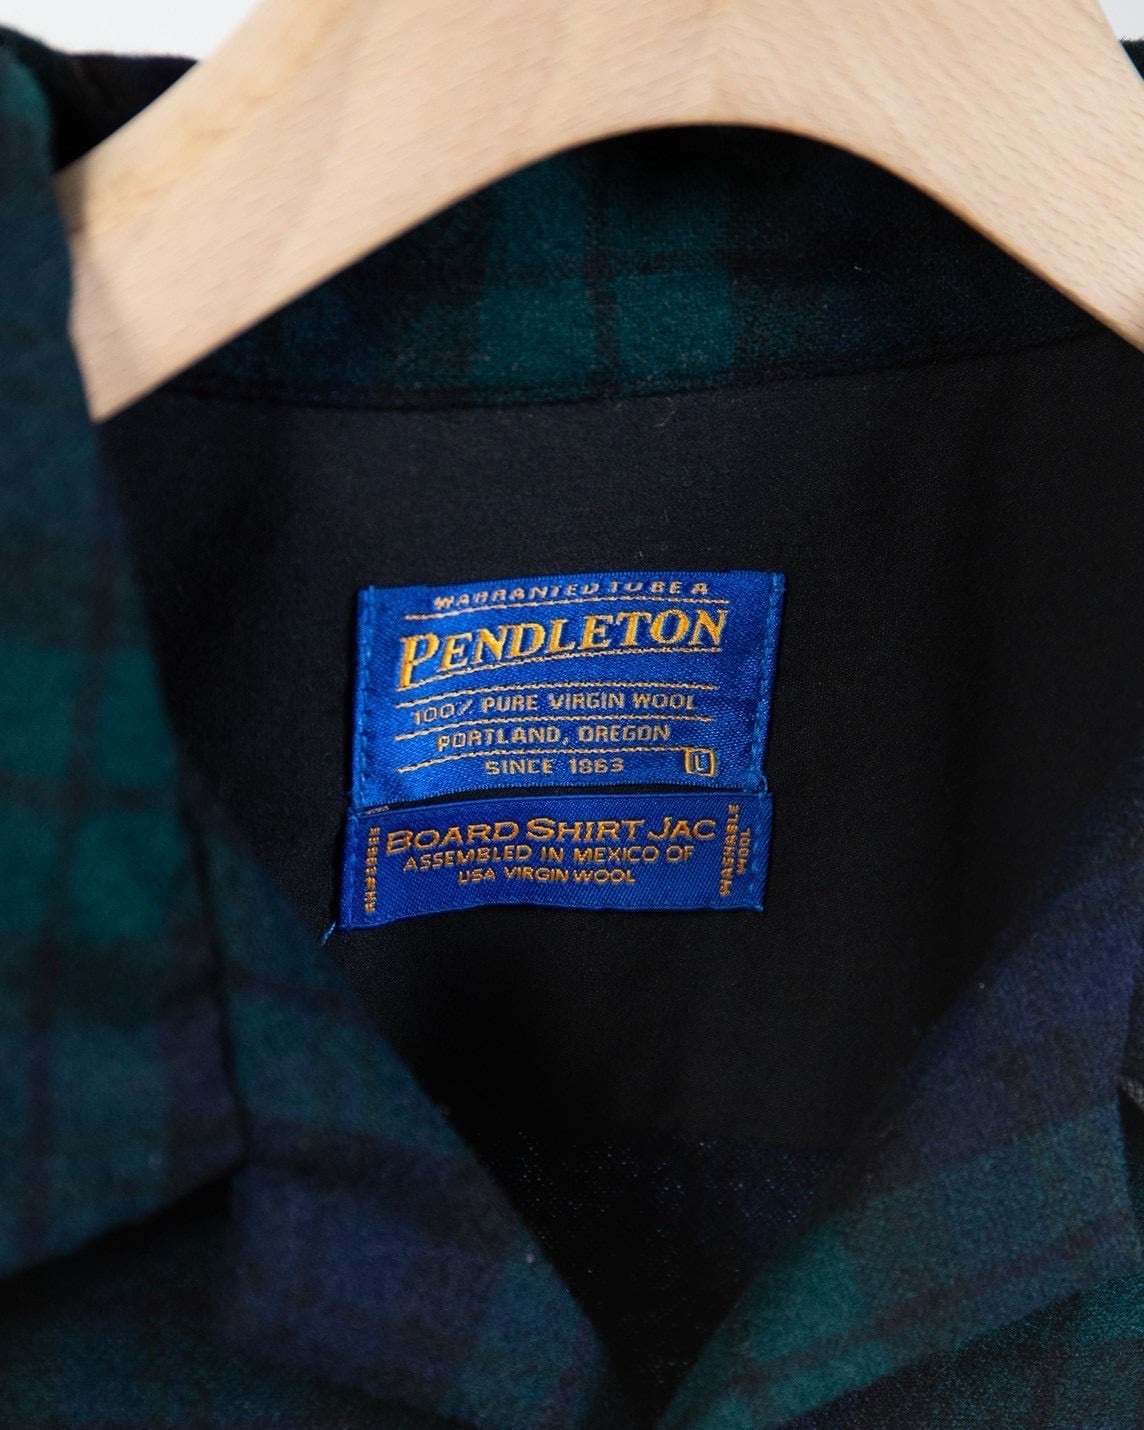 WARRANTED TO BE A
PENDLETON
100% PURE VIRGIN WOOL
PORTLAND, OREGON
SINCE 1863 L
BOARD SHIRT JAC
ASSEMBLED IN MEXICO OF
USA VIRGIN WOOL
WASHABLE
WOOL